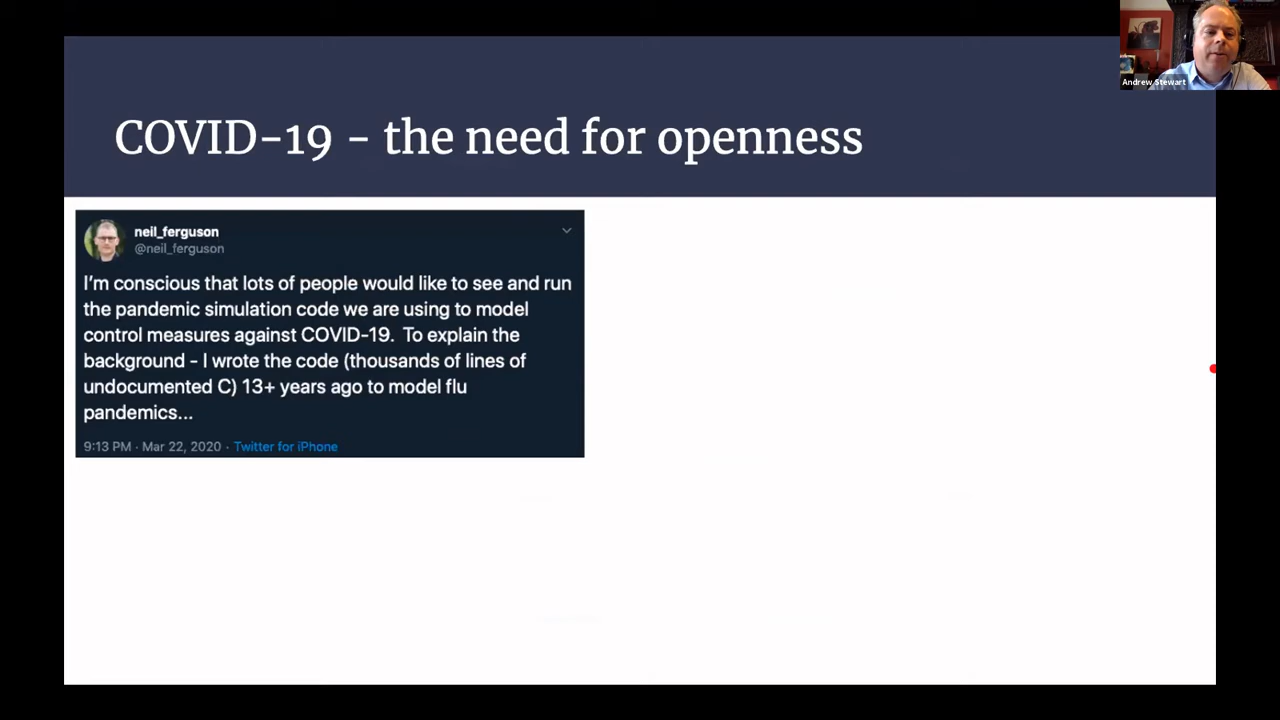 Andrew Stewart
COVID-19 - the need for openness
neil_ferguson
@neil_ferguson
I'm conscious that lots of people would like to see and run
the pandemic simulation code we are using to model
control measures against COVID-19.  To explain the
background - I wrote the code (thousands of lines of
undocumented C) 13+ years ago to model flu
pandemics...
9:13 PM · Mar 22, 2020 · Twitter for iPhone